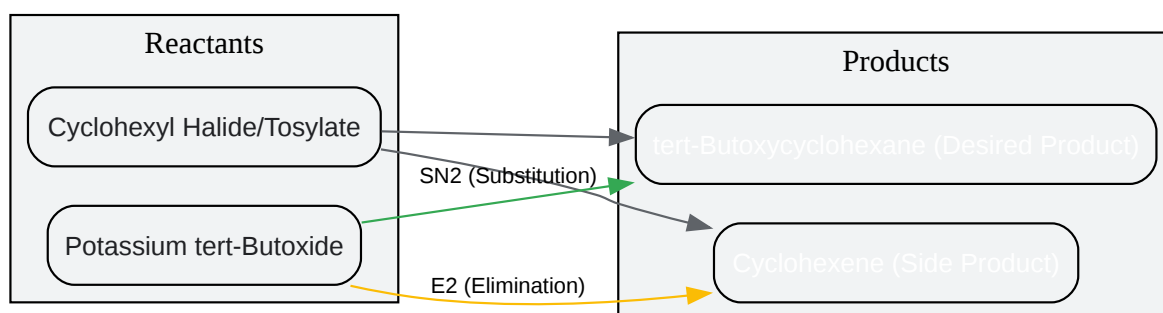 Reactants
Products
Cyclohexyl Halide/Tosylate
tert-Butoxycyclohexane (Desired Product)
SN2 (Substitution)
Potassium tert-Butoxide
Cyclohexene (Side Product)
E2 (Elimination)